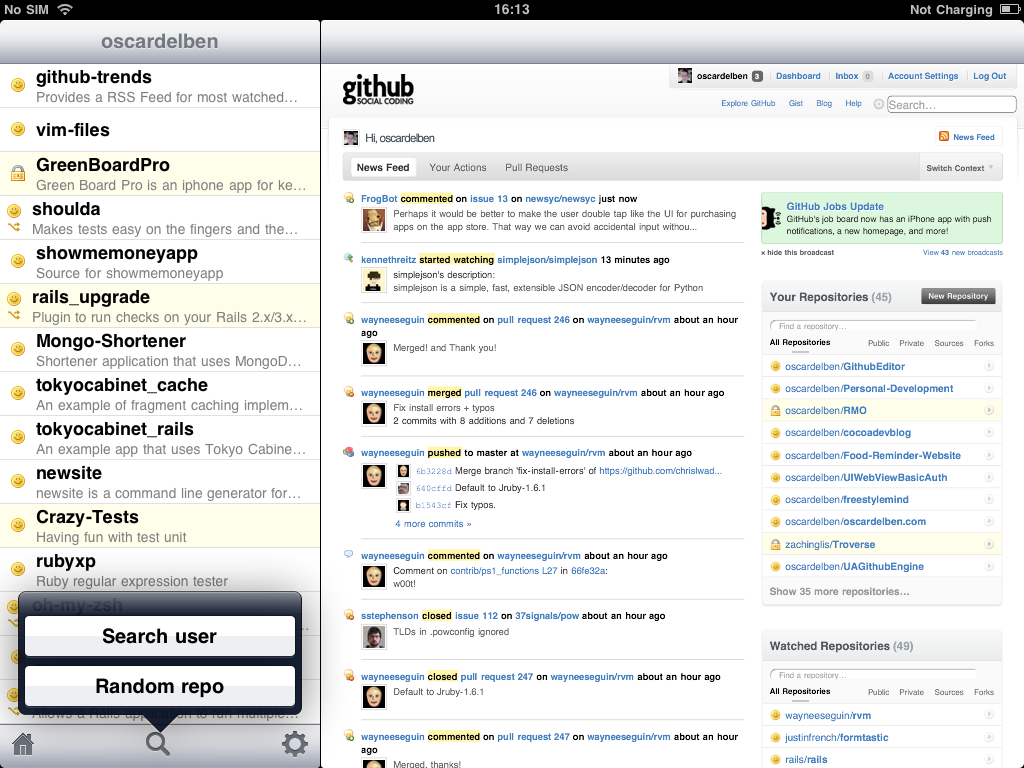 No SIM
16:13
Not Charging
oscardelben
github-trends
Provides a RSS Feed for most watched…
vim-files
GreenBoardPro
Green Board Pro is an iphone app for ke…
shoulda
Makes tests easy on the fingers and the…
showmemoneyapp
Source for showmemoneyapp
rails_upgrade
Plugin to run checks on your Rails 2.x/3.x…
Mongo-Shortener
Shortener application that uses MongoD…
tokyocabinet_cache
An example of fragment caching implem…
tokyocabinet_rails
An example app that uses Tokyo Cabine…
newsite
newsite is a command line generator for…
Crazy-Tests
Having fun with test unit
rubyxp
Ruby regular expression tester
oh-my-zsh
Search user
Random repo
Allows a Rails application to run multiple…
github
SOCIAL CODING
oscardelben 3 Dashboard Inbox 0 Account Settings Log Out
Explore GitHub Gist Blog Help Search...
Hi, oscardelben
News Feed
News Feed Your Actions Pull Requests
Switch Context
FrogBot commented on issue 13 on newsyc/newsyc just now
Perhaps it would be better to make the user double tap like the UI for purchasing
apps on the app store. That way we can avoid accidental input withou...
kennethreitz started watching simplejson/simplejson 13 minutes ago
simplejson's description:
simplejson is a simple, fast, extensible JSON encoder/decoder for Python
wayneeseguin commented on pull request 246 on wayneeseguin/rvm about an hour
ago
Merged! and Thank you!
wayneeseguin merged pull request 246 on wayneeseguin/rvm about an hour ago
Fix install errors + typos
2 commits with 8 additions and 7 deletions
wayneeseguin pushed to master at wayneeseguin/rvm about an hour ago
6b3228d Merge branch 'fix-install-errors' of https://github.com/chrislwad...
640cffd Default to Jruby-1.6.1
b1543cf Fix typos.
4 more commits »
wayneeseguin commented on wayneeseguin/rvm about an hour ago
Comment on contrib/ps1_functions L27 in 66fe32a:
w00t!
sstephenson closed issue 112 on 37signals/pow about an hour ago
TLDs in .powconfig ignored
wayneeseguin closed pull request 247 on wayneeseguin/rvm about an hour ago
Default to Jruby-1.6.1
wayneeseguin commented on pull request 247 on wayneeseguin/rvm about an hour
ago
Merged, thanks!
GitHub Jobs Update
GitHub's job board now has an iPhone app with push
notifications, a new homepage, and more!
x hide this broadcast
View 43 new broadcasts
Your Repositories (45)
New Repository
Find a repository...
All Repositories Public Private Sources Forks
oscardelben/GithubEditor
oscardelben/Personal-Development
oscardelben/RMO
oscardelben/cocoadevblog
oscardelben/Food-Reminder-Website
oscardelben/UIWebViewBasicAuth
oscardelben/freestylemind
oscardelben/oscardelben.com
zachinglis/Troverse
oscardelben/UAGithubEngine
Show 35 more repositories...
Watched Repositories (49)
Find a repository...
All Repositories Public Private Sources Forks
wayneeseguin/rvm
justinfrench/formtastic
rails/rails